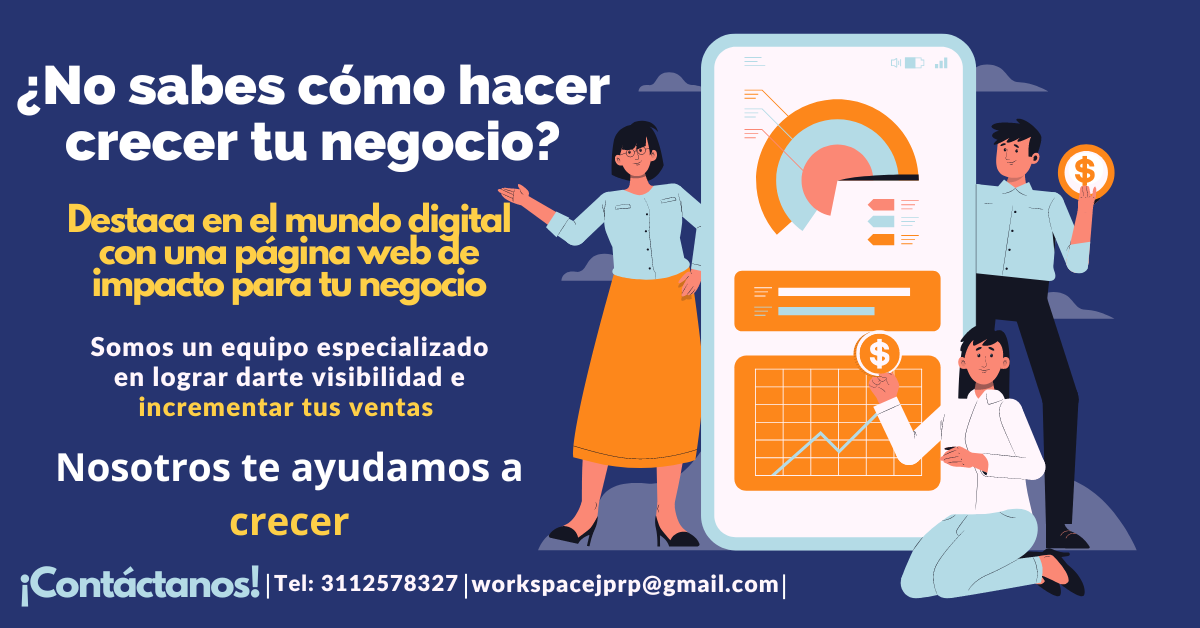 ¿No sabes cómo hacer
crecer tu negocio?
Destaca en el mundo digital
con una página web de
impacto para tu negocio
Somos un equipo especializado
en lograr darte visibilidad e
incrementar tus ventas
Nosotros te ayudamos a
crecer
¡Contáctanos! |Tel: 3112578327|workspacejprp@gmail.com|
$
$